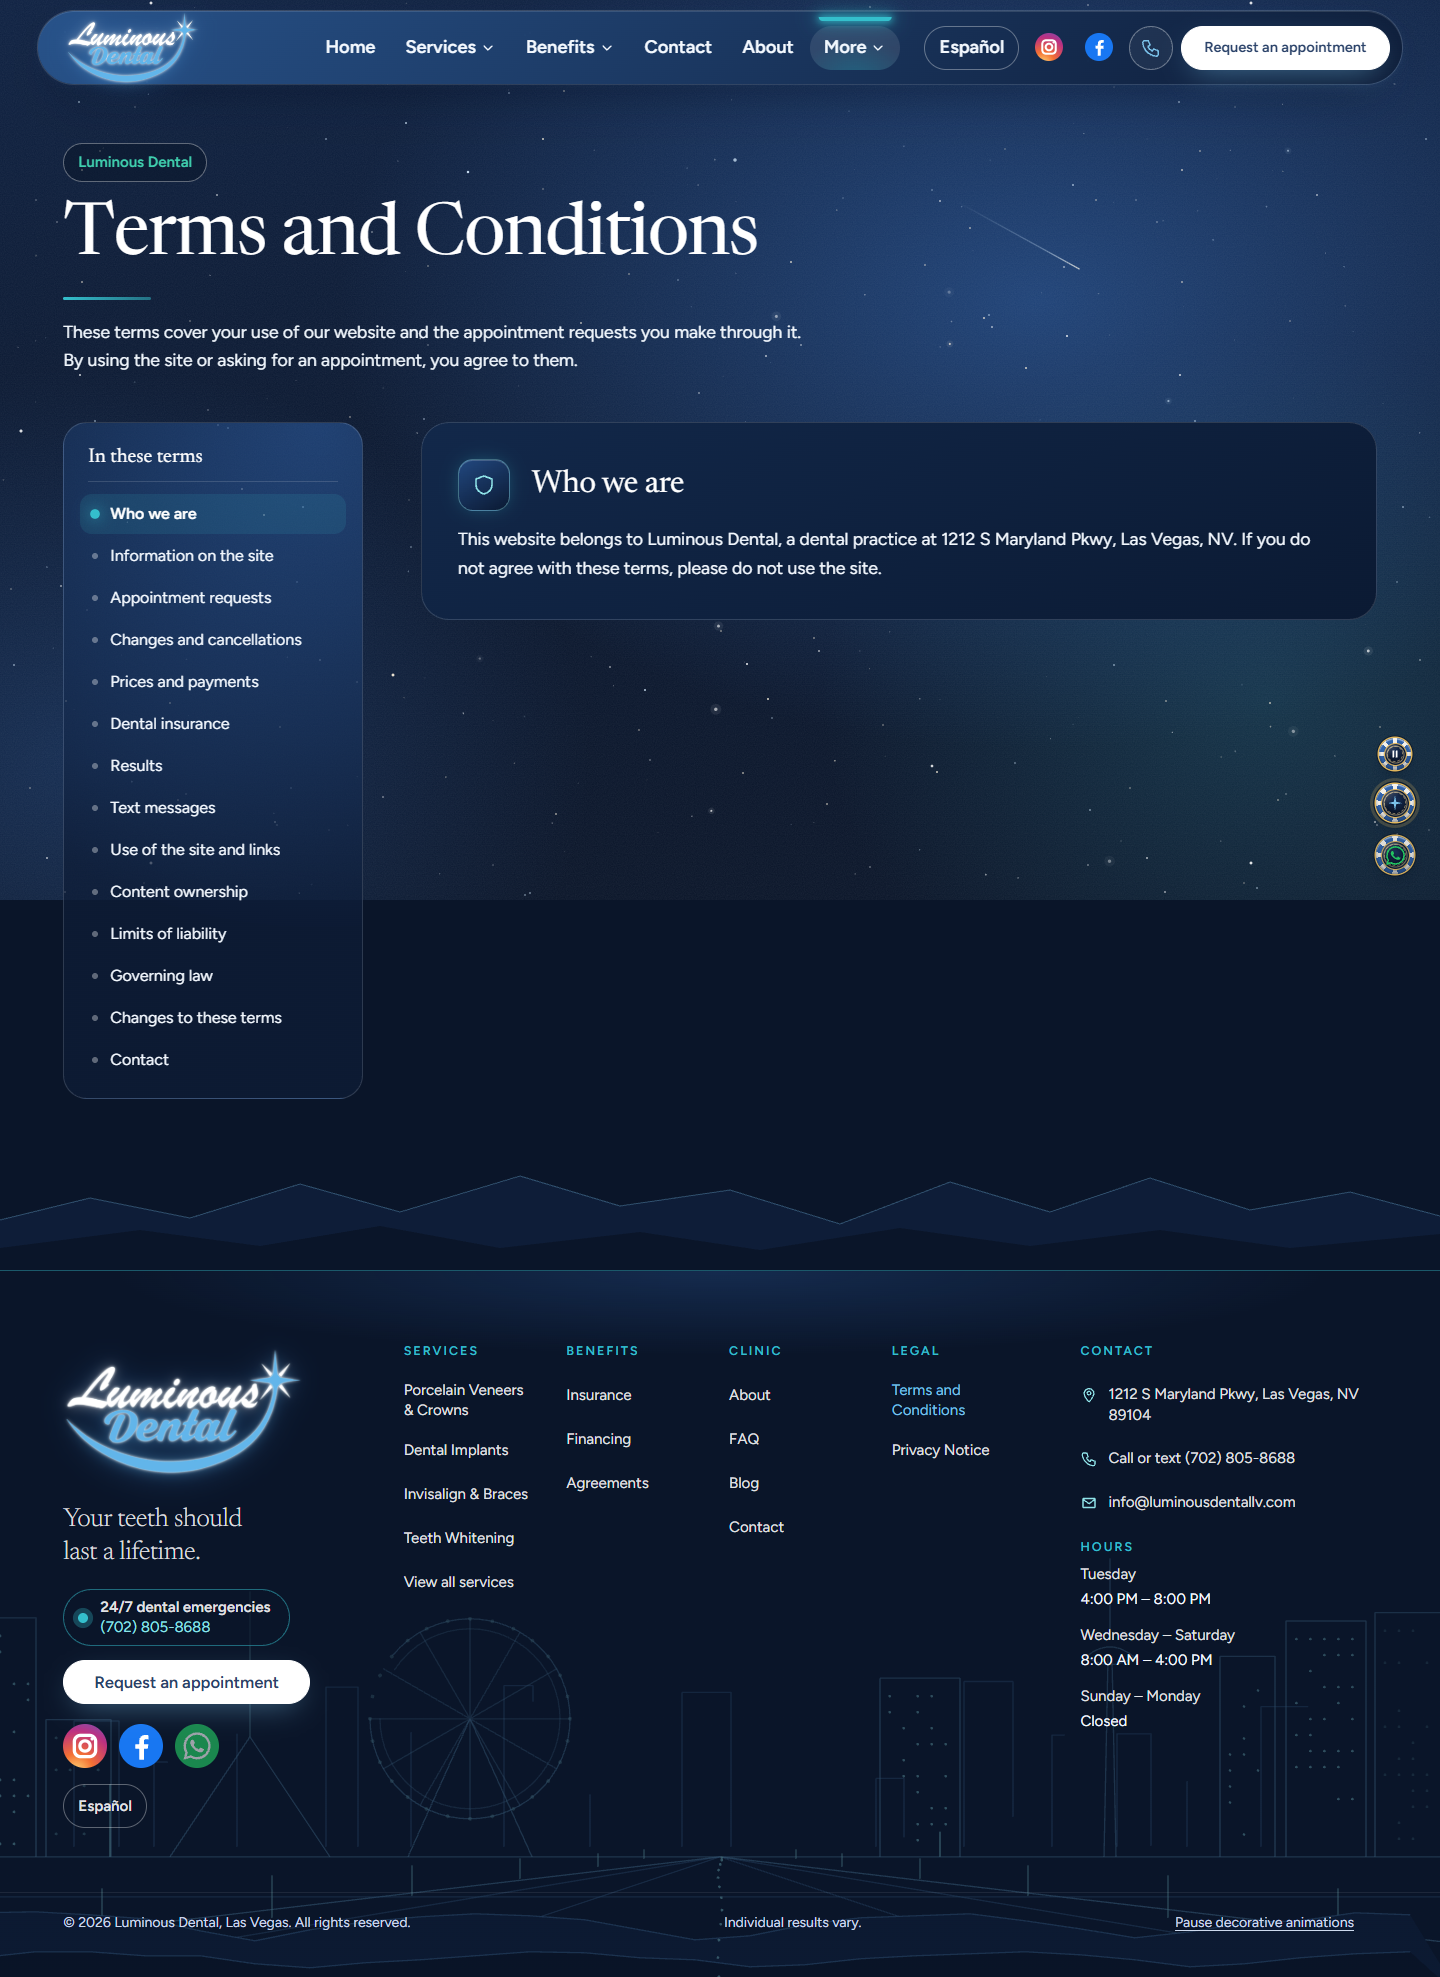 Luminous
Dental
Home
Services
Benefits
Contact
About
More
Español
Request an appointment
Luminous Dental
Terms and Conditions
These terms cover your use of our website and the appointment requests you make through it.
By using the site or asking for an appointment, you agree to them.
In these terms
Who we are
Information on the site
Appointment requests
Changes and cancellations
Prices and payments
Dental insurance
Results
Text messages
Use of the site and links
Content ownership
Limits of liability
Governing law
Changes to these terms
Contact
Who we are
This website belongs to Luminous Dental, a dental practice at 1212 S Maryland Pkwy, Las Vegas, NV. If you do
not agree with these terms, please do not use the site.
Luminous
Dental
Your teeth should
last a lifetime.
24/7 dental emergencies
(702) 805-8688
Request an appointment
Español
SERVICES
Porcelain Veneers
& Crowns
Dental Implants
Invisalign & Braces
Teeth Whitening
View all services
BENEFITS
Insurance
Financing
Agreements
CLINIC
About
FAQ
Blog
Contact
LEGAL
Terms and
Conditions
Privacy Notice
CONTACT
1212 S Maryland Pkwy, Las Vegas, NV
89104
Call or text (702) 805-8688
info@luminousdentallv.com
HOURS
Tuesday
4:00 PM – 8:00 PM
Wednesday – Saturday
8:00 AM – 4:00 PM
Sunday – Monday
Closed
© 2026 Luminous Dental, Las Vegas. All rights reserved.
Individual results vary.
Pause decorative animations